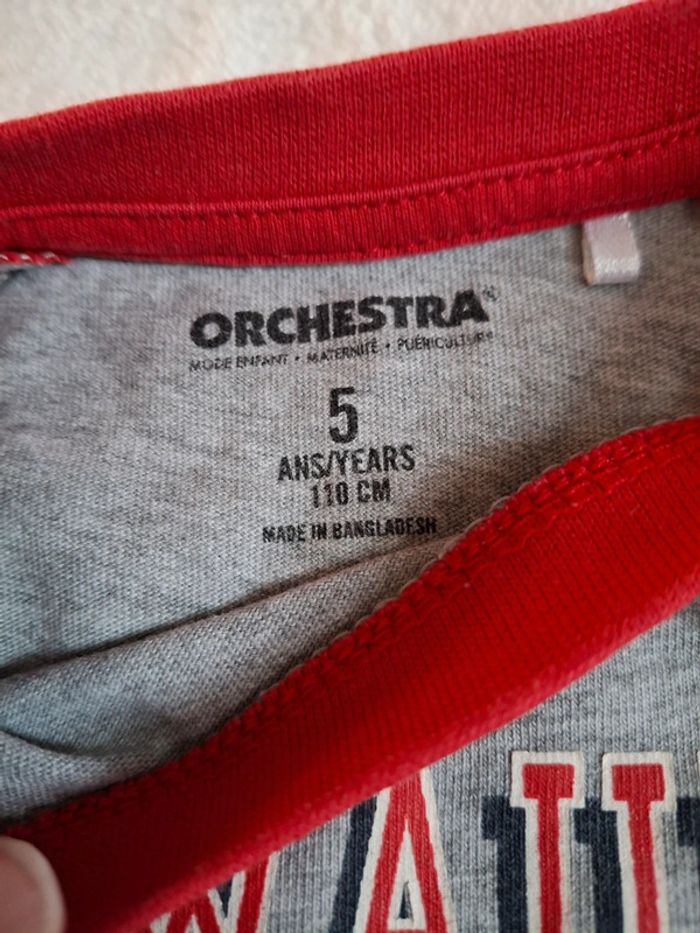 ORCHESTRA
MODE ENFANT • MATERNITÉ • PUÉRICULTURE
5
ANS/YEARS
110 CM
MADE IN BANGLADESH